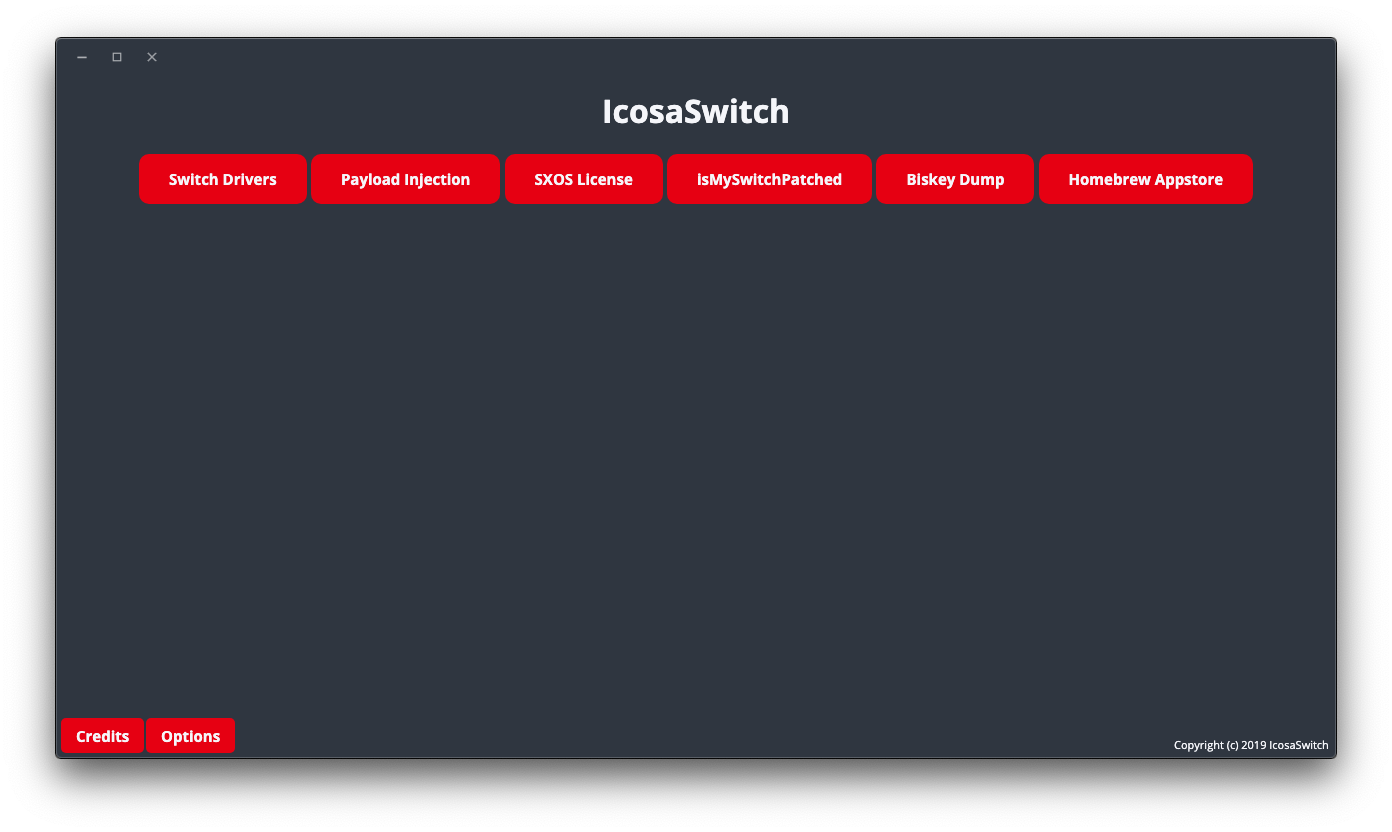 IcosaSwitch
Switch Drivers Payload Injection SXOS License isMySwitchPatched Biskey Dump Homebrew Appstore
Credits Options
Copyright (c) 2019 IcosaSwitch